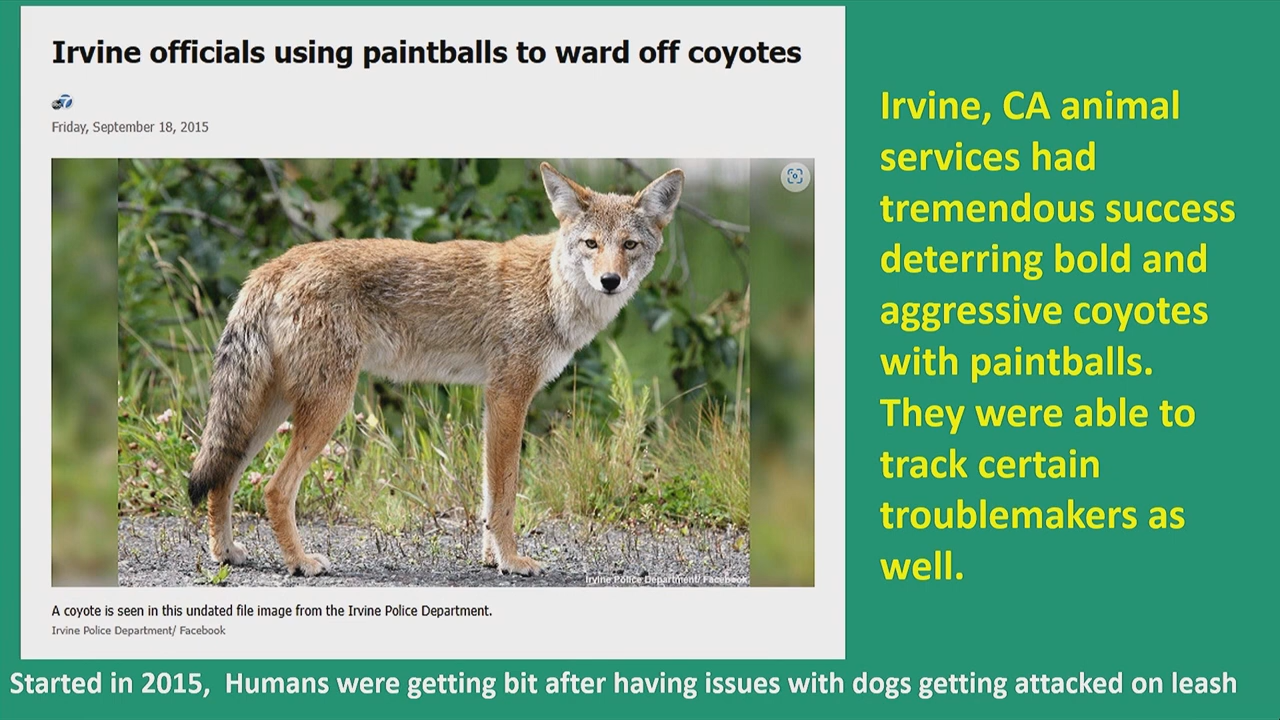 Irvine officials using paintballs to ward off coyotes
7
Friday, September 18, 2015
Irvine Police Department/ Facebook
A coyote is seen in this undated file image from the Irvine Police Department.
Irvine Police Department/ Facebook
Irvine, CA animal
services had
tremendous success
deterring bold and
aggressive coyotes
with paintballs.
They were able to
track certain
troublemakers as
well.
Started in 2015,  Humans were getting bit after having issues with dogs getting attacked on leash